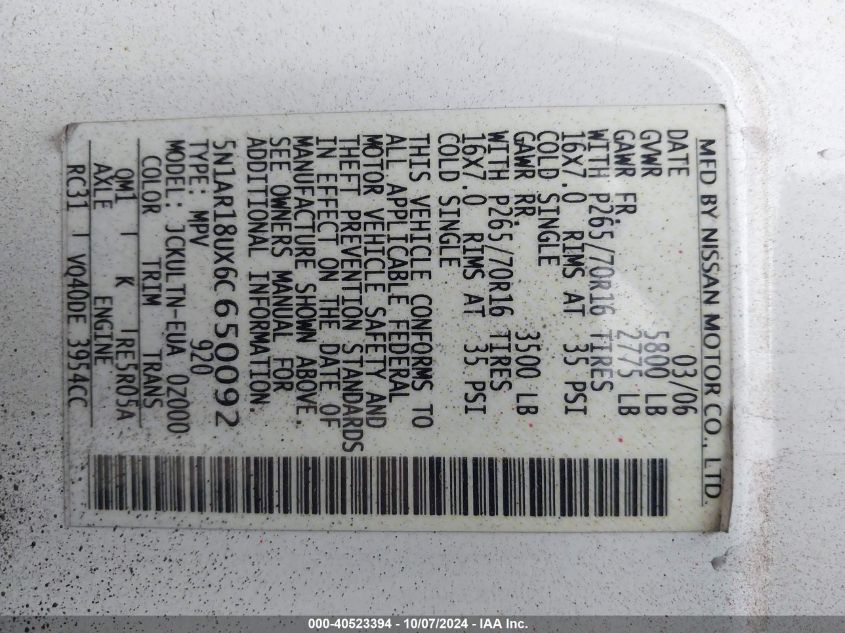 MFD BY NISSAN MOTOR CO., LTD.
DATE 03/06
GVWR 5800 LB
GAWR FR. 2775 LB
WITH P265/70R16 TIRES
16X7.0 RIMS AT 35 PSI
COLD SINGLE
GAWR RR. 3500 LB
WITH P265/70R16 TIRES
16X7.0 RIMS AT 35 PSI
COLD SINGLE
THIS VEHICLE CONFORMS TO
ALL APPLICABLE FEDERAL
MOTOR VEHICLE SAFETY AND
THEFT PREVENTION STANDARDS
IN EFFECT ON THE DATE OF
MANUFACTURE SHOWN ABOVE.
SEE OWNERS MANUAL FOR
ADDITIONAL INFORMATION.
5N1AR18UX6C650092
TYPE: MPV 920
MODEL: JCKULTN-EUA 0Z000
COLOR TRIM TRANS
QM1 | K |RE5R05A
AXLE ENGINE
RC31 | VQ40DE 3954CC
000-40523394 - 10/07/2024 - IAA Inc.